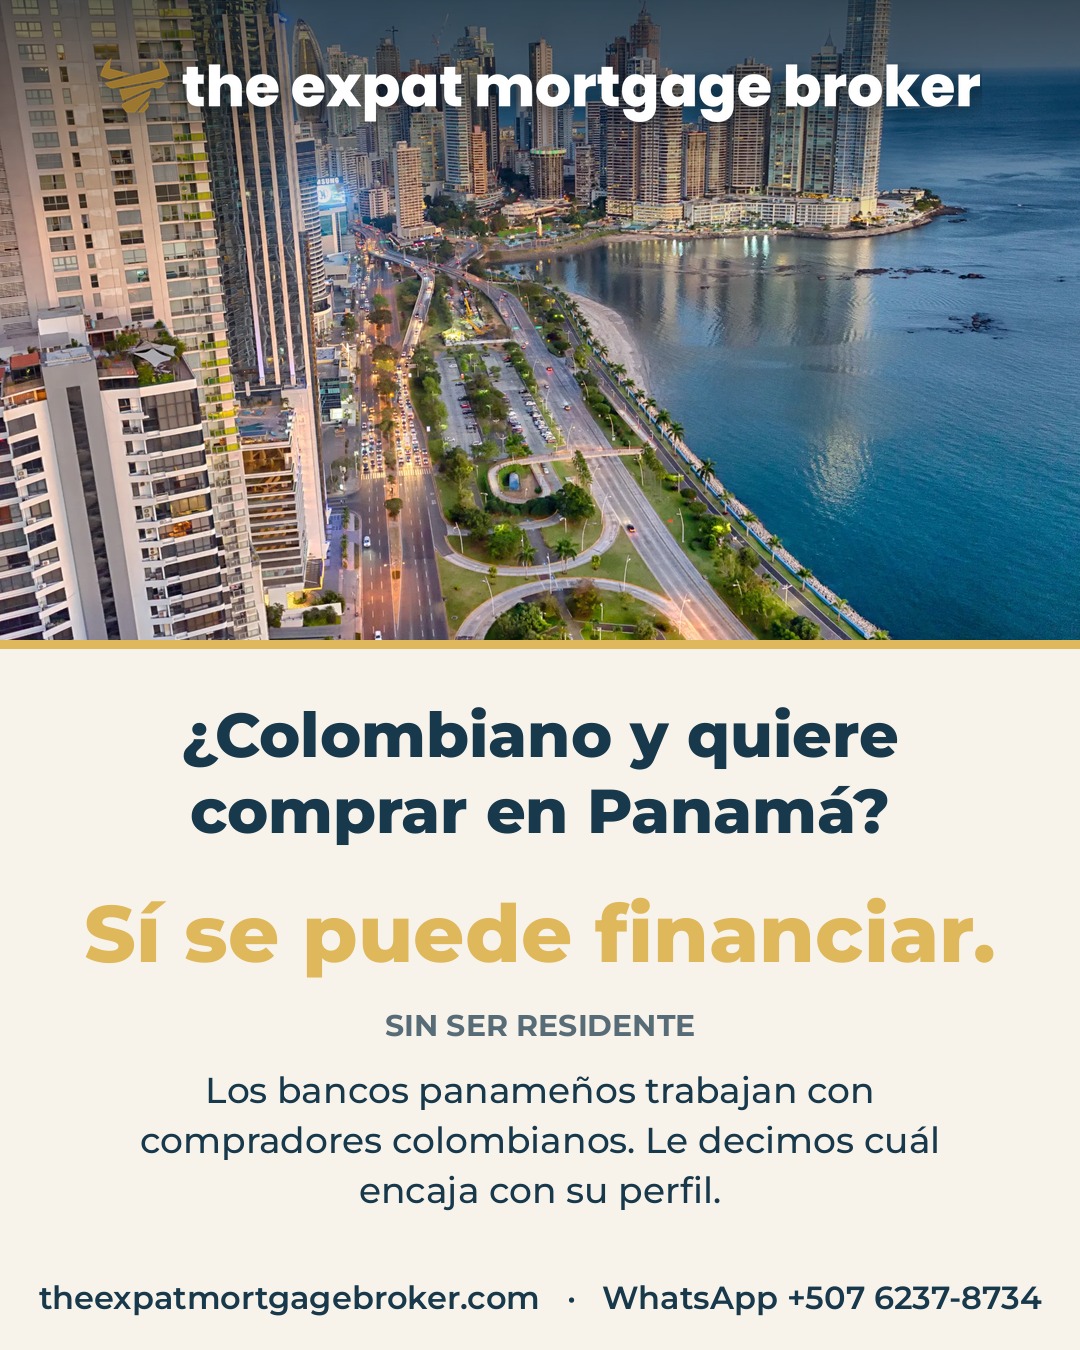 the expat mortgage broker
SAMSUNG
¿Colombiano y quiere
comprar en Panamá?
Sí se puede financiar.
SIN SER RESIDENTE
Los bancos panameños trabajan con
compradores colombianos. Le decimos cuál
encaja con su perfil.
theexpatmortgagebroker.com · WhatsApp +507 6237-8734